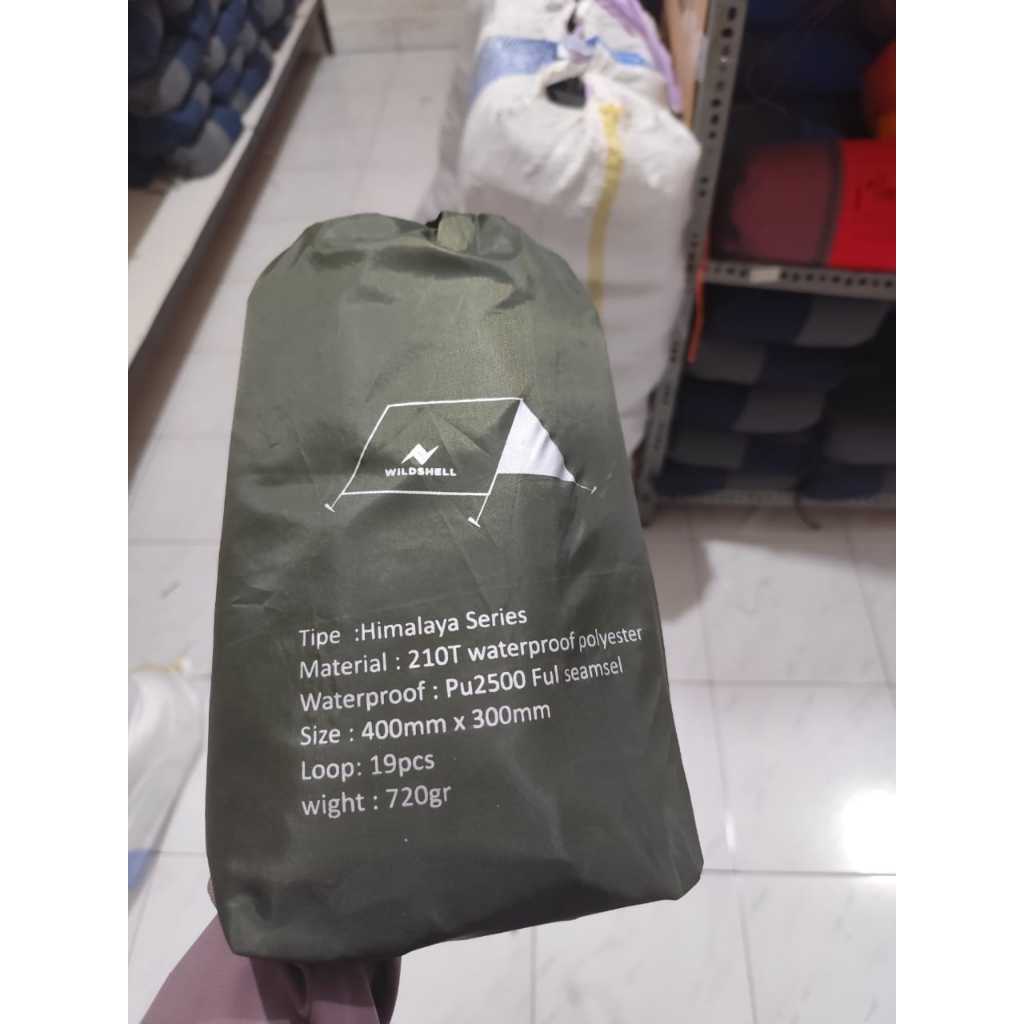 WILDSHELL
Tipe :Himalaya Series
Material : 210T waterproof polyester
Waterproof : Pu2500 Ful seamsel
Size : 400mm x 300mm
Loop: 19pcs
wight : 720gr